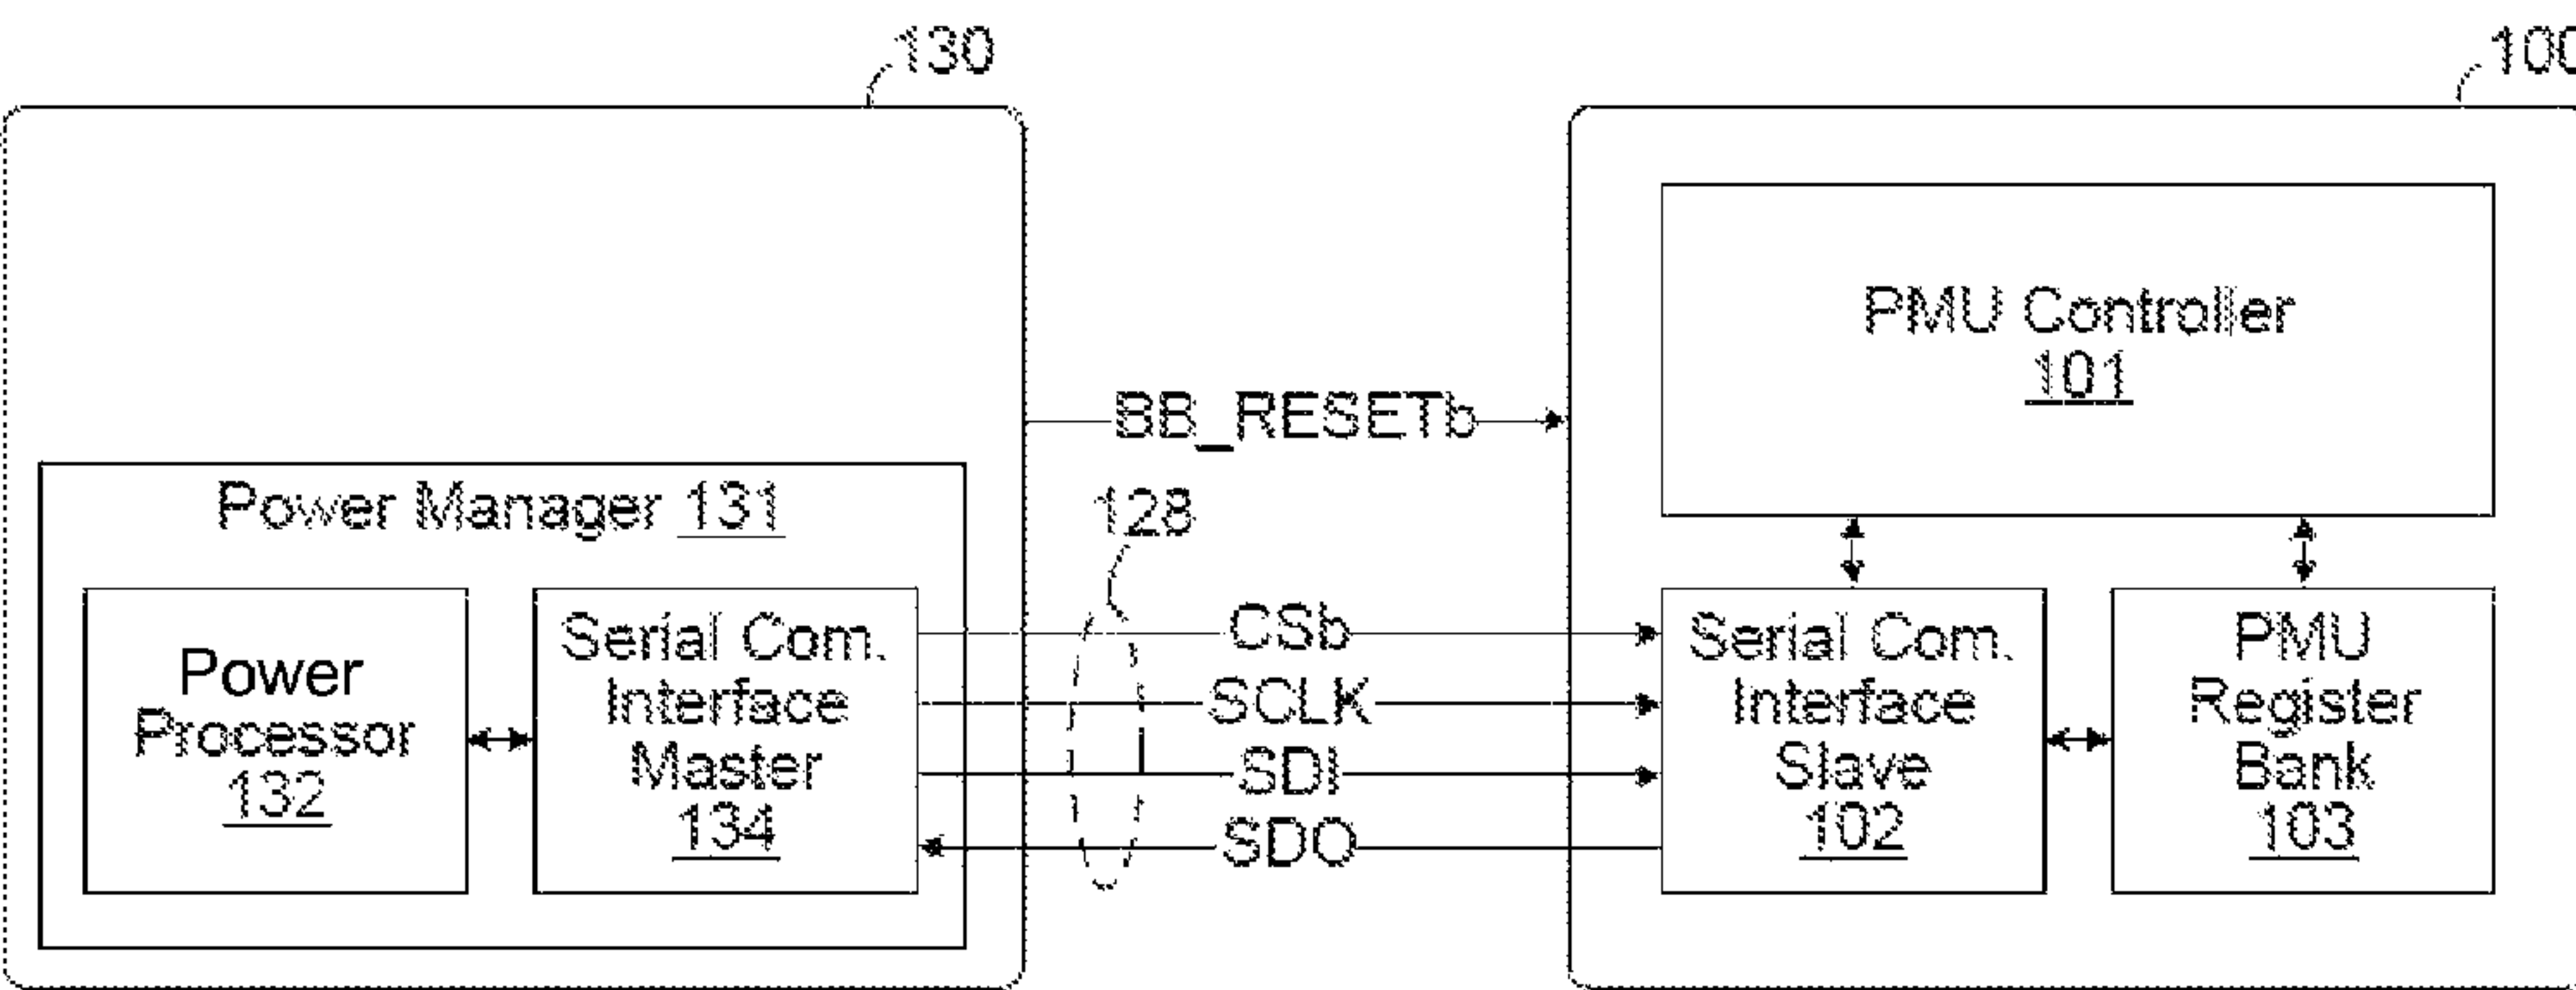 130
100
PMU Controller
101
BB_RESETb
Power Manager 131
128
Power
Processor
132
Serial Com.
Interface
Master
134
CSb
SCLK
SDI
SDO
Serial Com.
Interface
Slave
102
PMU
Register
Bank
103